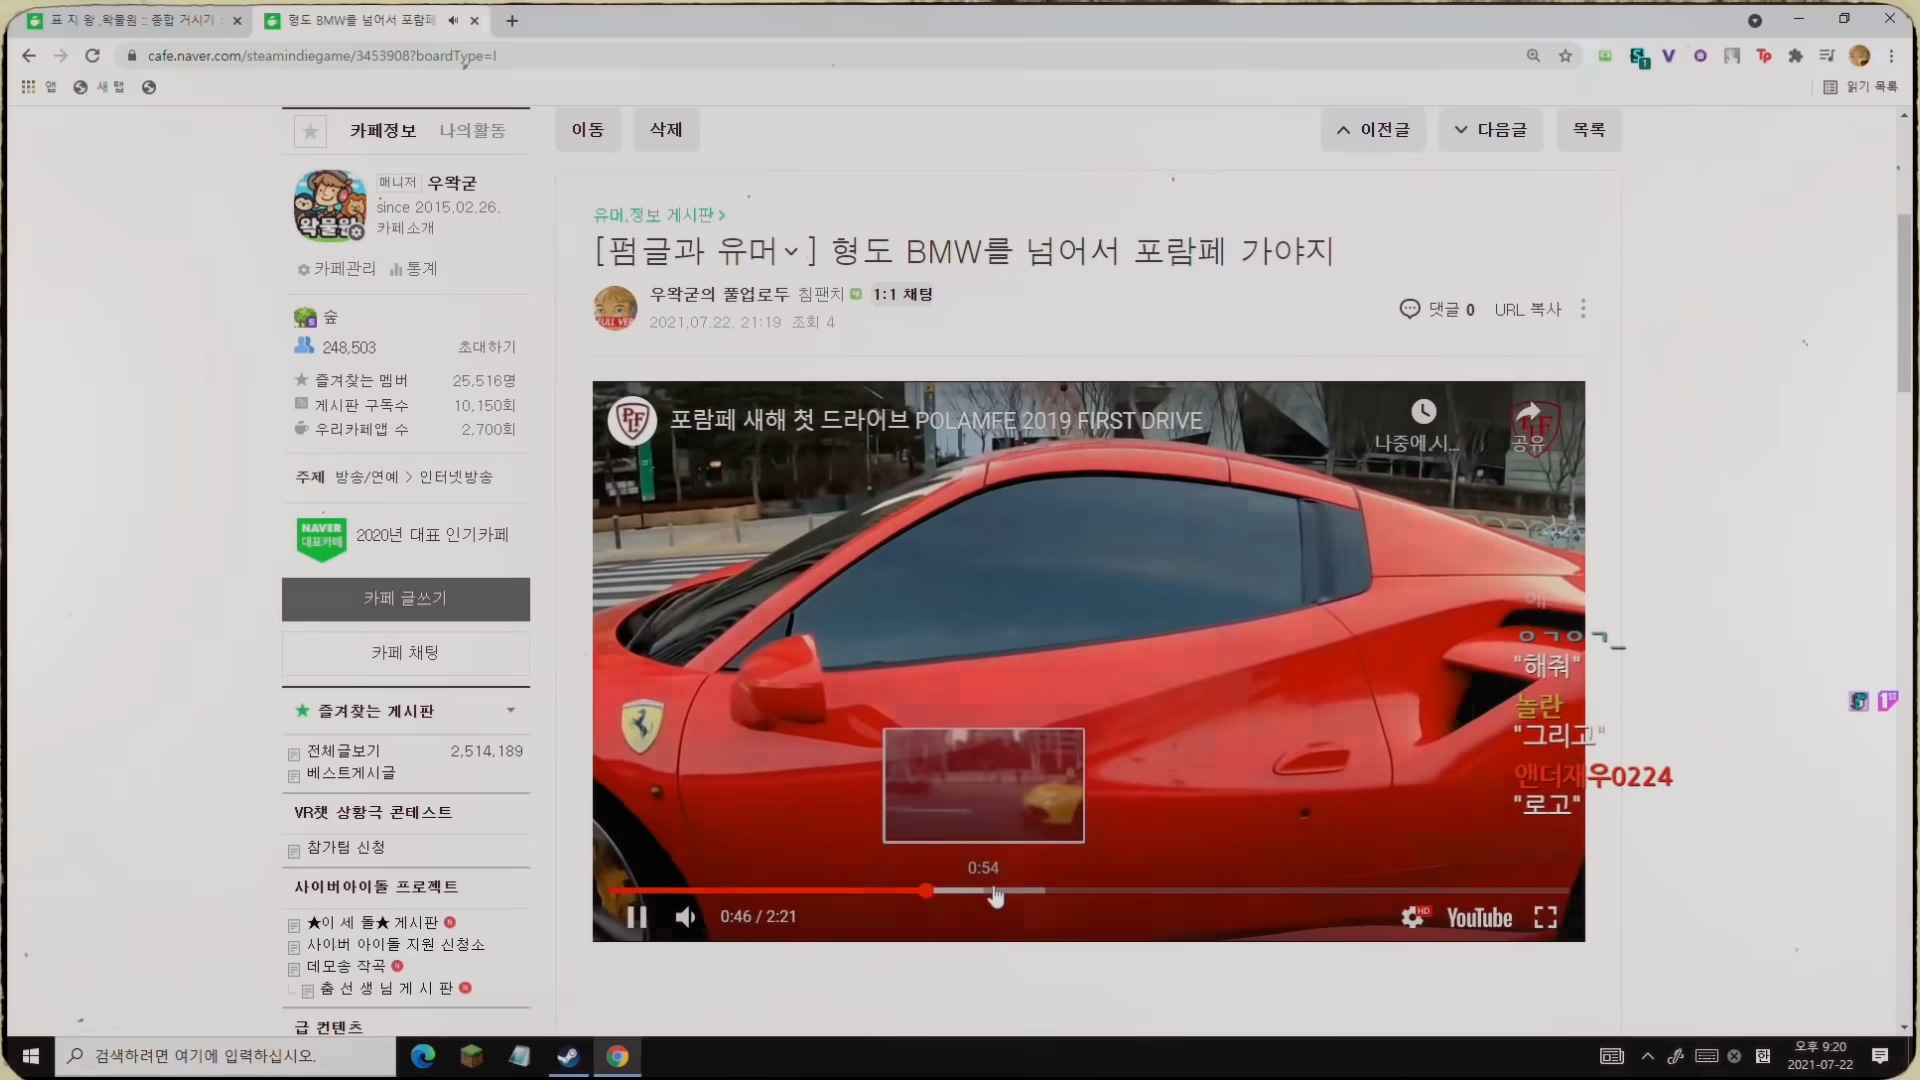 표 지 왕 ,왁물원 :: 종합 거시기
형도 BMW를 넘어서 포람페
cafe.naver.com/steamindiegame/3453908?boardType=I
앱
새 탭
읽기 목록
카페정보 나의활동
이동
삭제
이전글
다음글
목록
왁물원
매니저 우왁굳
since 2015.02.26.
카페소개
카페관리 통계
숲
248,503 초대하기
즐겨찾는 멤버 25,516명
게시판 구독수 10,150회
우리카페앱 수 2,700회
주제 방송/연예 > 인터넷방송
NAVER
대표카페
2020년 대표 인기카페
카페 글쓰기
카페 채팅
즐겨찾는 게시판
전체글보기 2,514,189
베스트게시글
VR챗 상황극 콘테스트
참가팀 신청
사이버아이돌 프로젝트
★이 세 돌★ 게시판 N
사이버 아이돌 지원 신청소
데모송 작곡 N
춤 선 생 님 게 시 판 N
급 컨텐츠
유머,정보 게시판 >
[펌글과 유머] 형도 BMW를 넘어서 포람페 가야지
우왁굳의 풀업로두 침팬치 1:1 채팅
2021.07.22. 21:19 조회 4
댓글 0 URL 복사
FULL VER
PLF
포람페 새해 첫 드라이브 POLAMFE 2019 FIRST DRIVE
나중에 시...
공유
ㅇㄱㅇㄱ_
"해줘"
놀란
"그리고"
앤더재우0224
"로고"
0:54
0:46 / 2:21
HD
YouTube
검색하려면 여기에 입력하십시오.
한
오후 9:20
2021-07-22